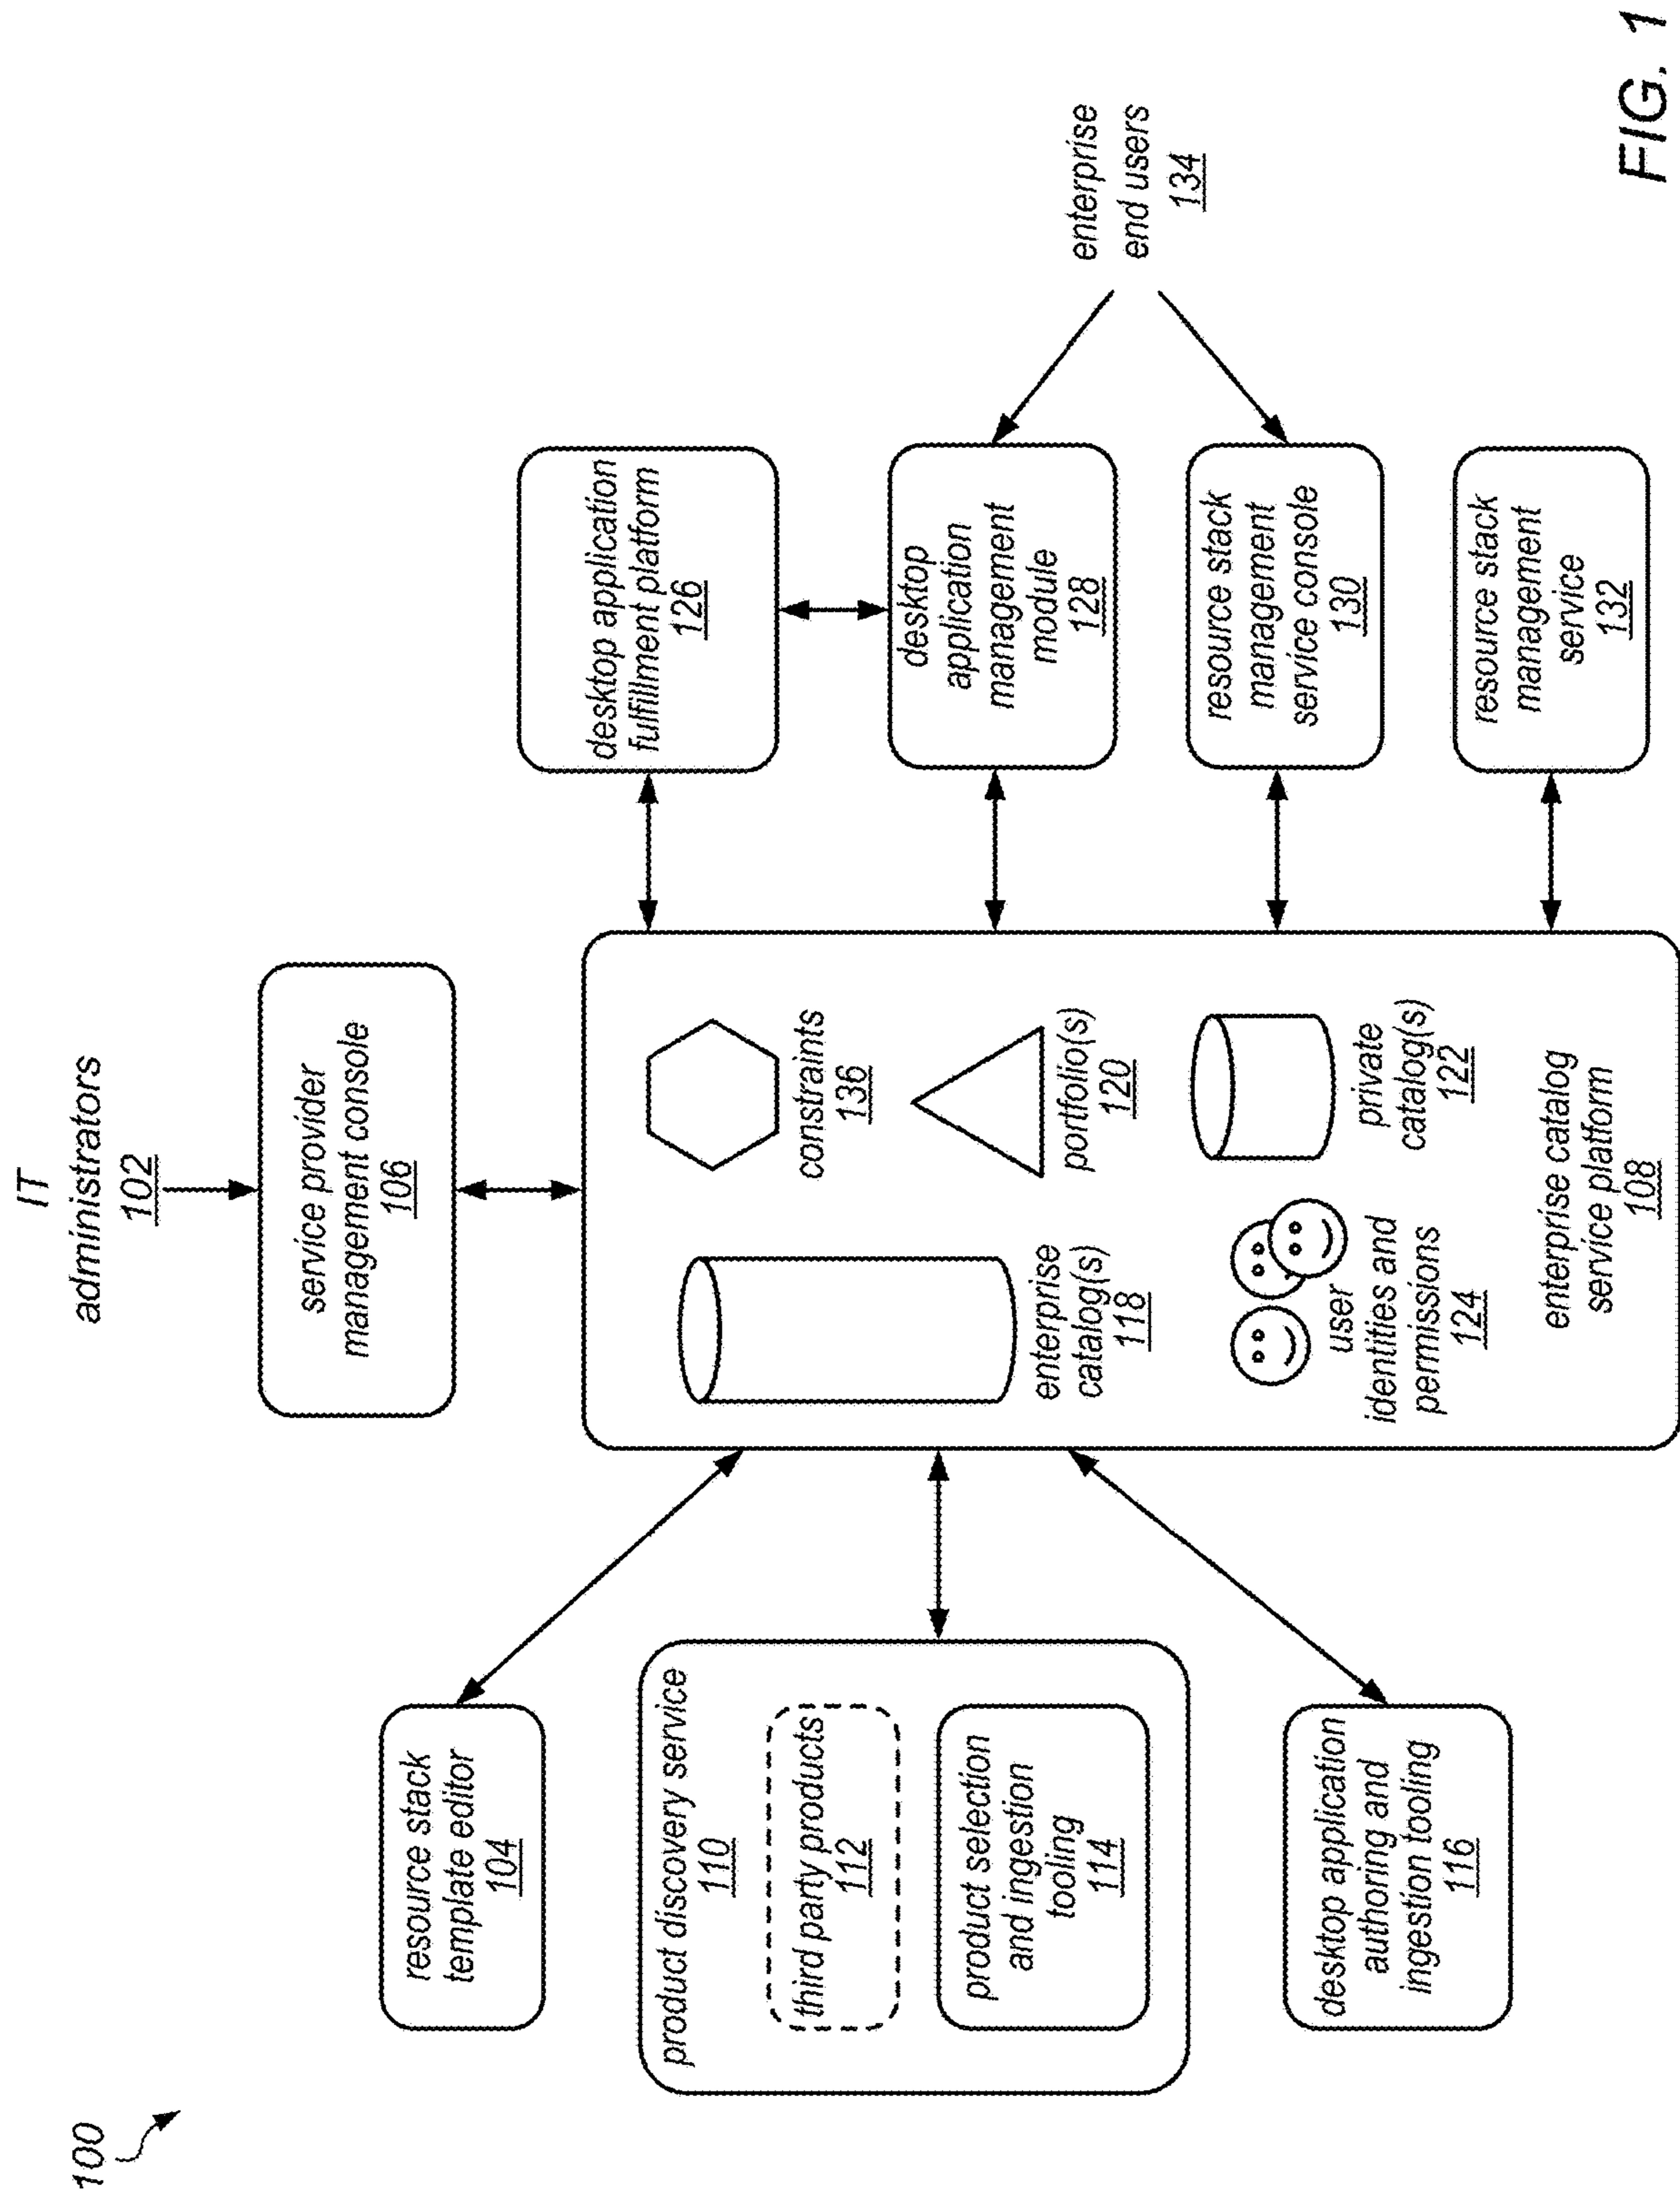 100
IT
administrators
102
service provider
management console
106
resource stack
template editor
104
product discovery service
110
third party products
112
product selection
and ingestion
tooling
114
desktop application
authoring and
ingestion tooling
116
enterprise
catalog(s)
118
constraints
136
portfolio(s)
120
user
identities and
permissions
124
private
catalog(s)
122
enterprise catalog
service platform
108
desktop application
fulfillment platform
126
desktop
application
management
module
128
resource stack
management
service console
130
resource stack
management
service
132
enterprise
end users
134
FIG. 1